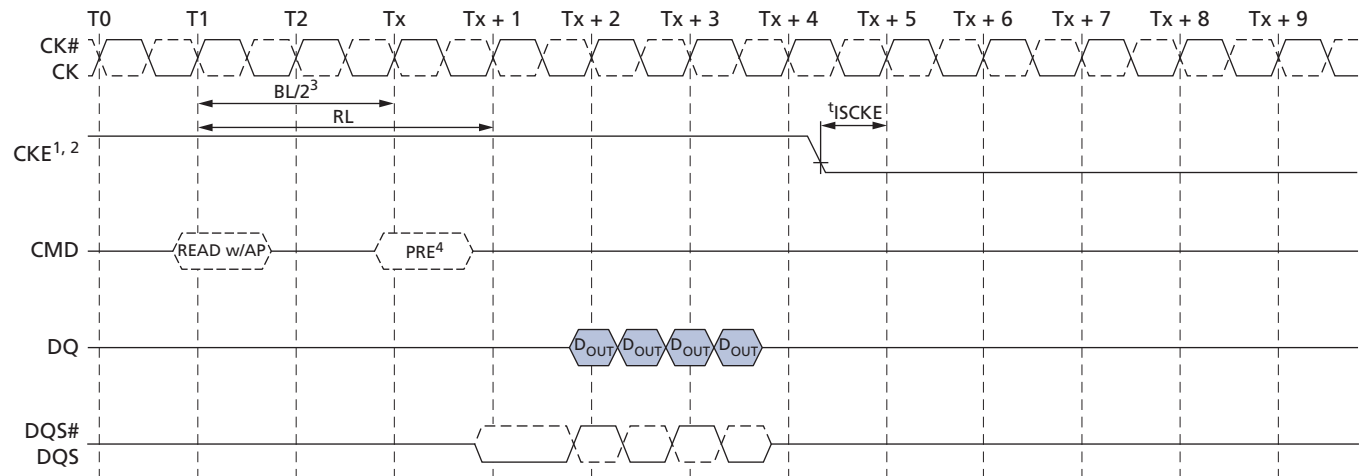 T0 T1 T2 Tx Tx + 1 Tx + 2 Tx + 3 Tx + 4 Tx + 5 Tx + 6 Tx + 7 Tx + 8 Tx + 9
CK#
CK
BL/2³
RL
tISCKE
CKE1, 2
CMD
READ w/AP
PRE⁴
DQ
DOUT DOUT DOUT DOUT
DQS#
DQS